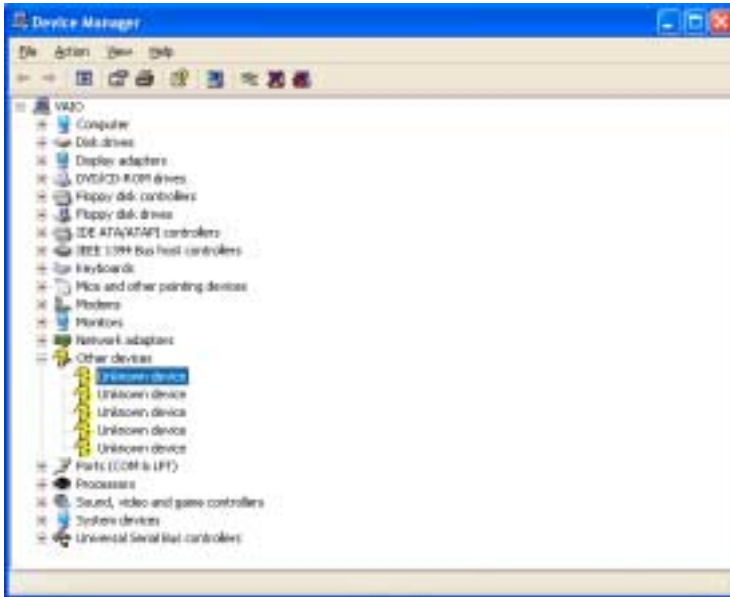 Device Manager
File Action View Help
VAIO
Computer
Disk drives
Display adapters
DVD/CD-ROM drives
Floppy disk controllers
Floppy disk drives
IDE ATA/ATAPI controllers
IEEE 1394 Bus host controllers
Keyboards
Mice and other pointing devices
Modems
Monitors
Network adapters
Other devices
Unknown device
Unknown device
Unknown device
Unknown device
Unknown device
Ports (COM & LPT)
Processors
Sound, video and game controllers
System devices
Universal Serial Bus controllers